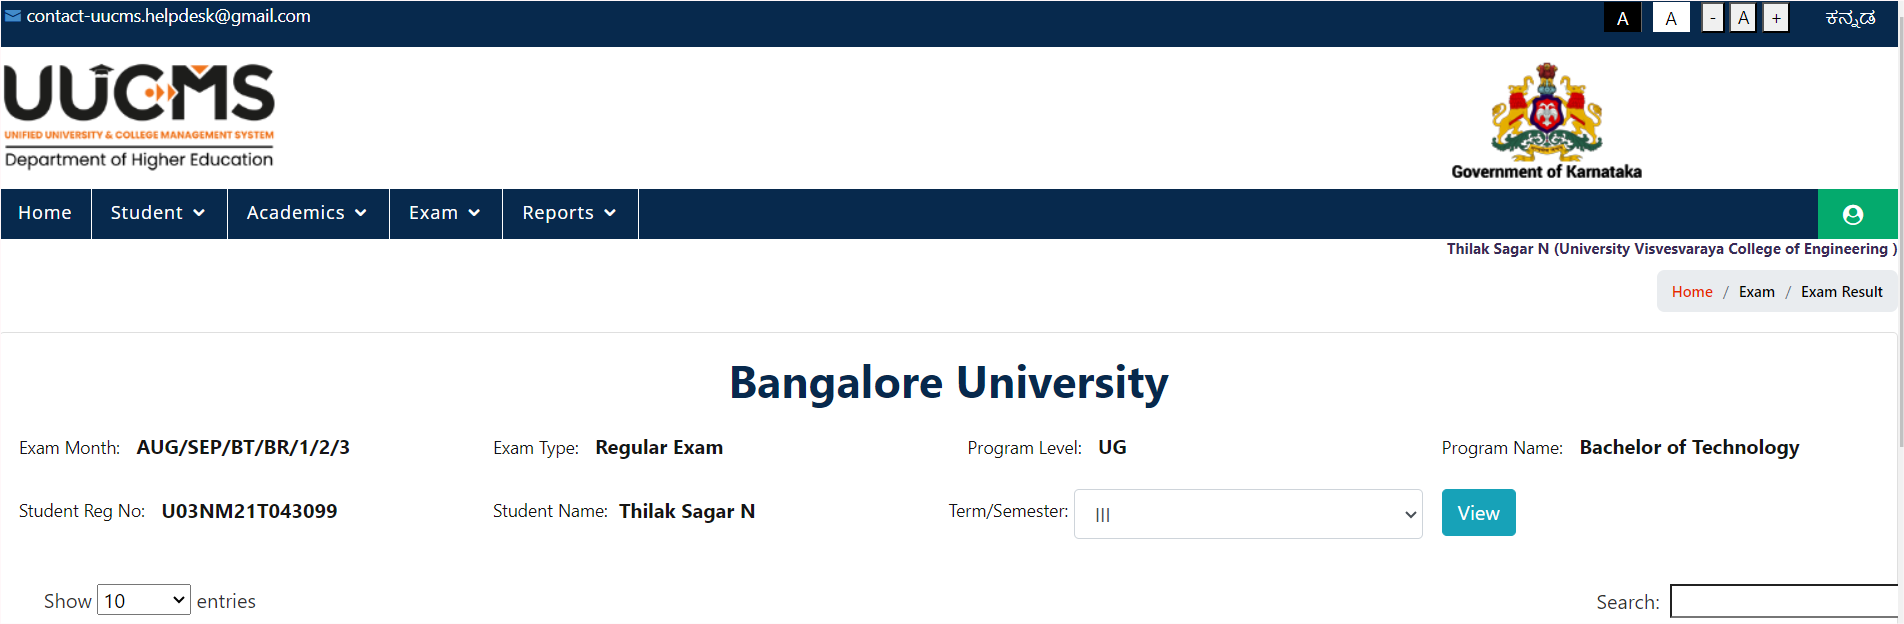 contact-uucms.helpdesk@gmail.com
A A - A + ಕನ್ನಡ
UUCMS
UNIFIED UNIVERSITY & COLLEGE MANAGEMENT SYSTEM
Department of Higher Education
Government of Karnataka
Home Student Academics Exam Reports
Thilak Sagar N (University Visvesvaraya College of Engineering )
Home / Exam / Exam Result
Bangalore University
Exam Month: AUG/SEP/BT/BR/1/2/3 Exam Type: Regular Exam Program Level: UG Program Name: Bachelor of Technology
Student Reg No: U03NM21T043099 Student Name: Thilak Sagar N Term/Semester: III View
Show 10 entries Search: